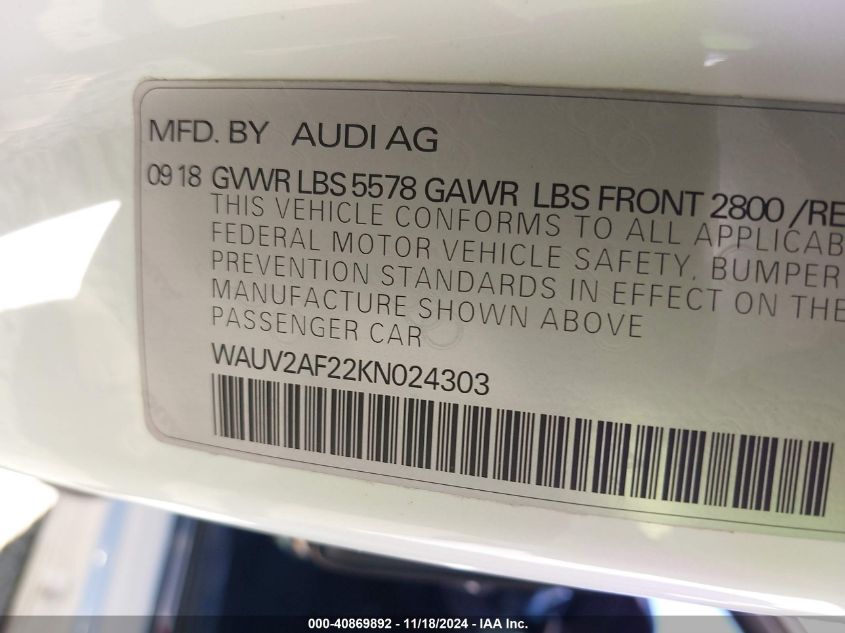 MFD. BY AUDI AG
09 18 GVWR LBS 5578 GAWR LBS FRONT 2800 /RE
THIS VEHICLE CONFORMS TO ALL APPLICAB
FEDERAL MOTOR VEHICLE SAFETY, BUMPER
PREVENTION STANDARDS IN EFFECT ON THE
MANUFACTURE SHOWN ABOVE
PASSENGER CAR
WAUV2AF22KN024303
000-40869892 - 11/18/2024 - IAA Inc.